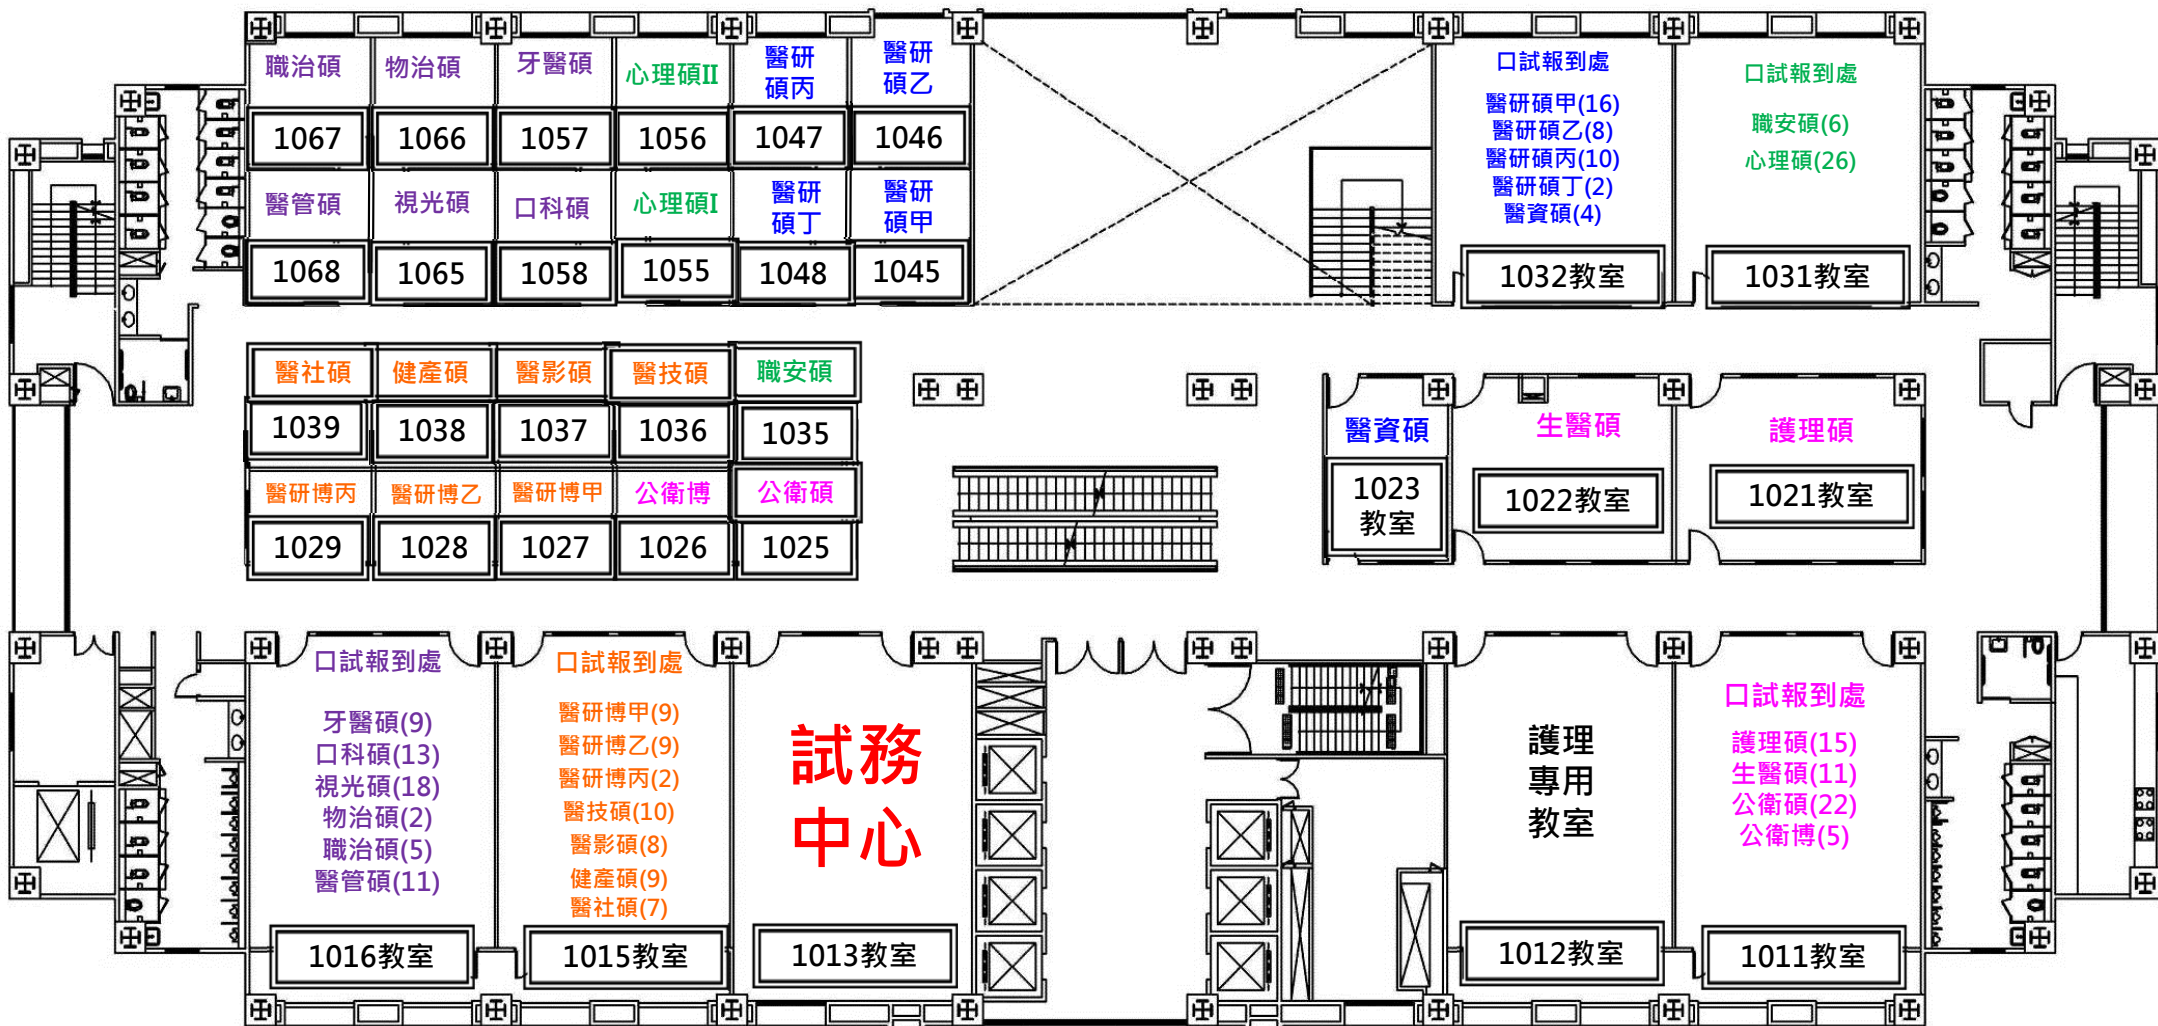 職治碩
物治碩
牙醫碩
心理碩II
醫研
碩丙
醫研
碩乙
1067
1066
1057
1056
1047
1046
醫管碩
視光碩
口科碩
心理碩I
醫研
碩丁
醫研
碩甲
1068
1065
1058
1055
1048
1045
口試報到處
醫研碩甲(16)
醫研碩乙(8)
醫研碩丙(10)
醫研碩丁(2)
醫資碩(4)
1032教室
口試報到處
職安碩(6)
心理碩(26)
1031教室
醫社碩
健產碩
醫影碩
醫技碩
職安碩
1039
1038
1037
1036
1035
醫研博丙
醫研博乙
醫研博甲
公衛博
公衛碩
1029
1028
1027
1026
1025
醫資碩
1023
教室
生醫碩
1022教室
護理碩
1021教室
口試報到處
牙醫碩(9)
口科碩(13)
視光碩(18)
物治碩(2)
職治碩(5)
醫管碩(11)
1016教室
口試報到處
醫研博甲(9)
醫研博乙(9)
醫研博丙(2)
醫技碩(10)
醫影碩(8)
健產碩(9)
醫社碩(7)
1015教室
試務
中心
1013教室
護理
專用
教室
1012教室
口試報到處
護理碩(15)
生醫碩(11)
公衛碩(22)
公衛博(5)
1011教室